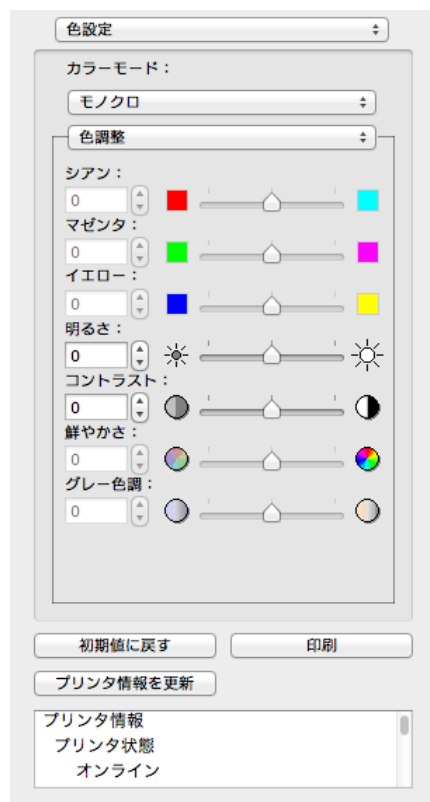 色設定
カラーモード：
モノクロ
色調整
シアン：
0
マゼンタ：
0
イエロー：
0
明るさ：
0
コントラスト：
0
鮮やかさ：
0
グレー色調：
0
初期値に戻す 印刷
プリンタ情報を更新
プリンタ情報
プリンタ状態
オンライン